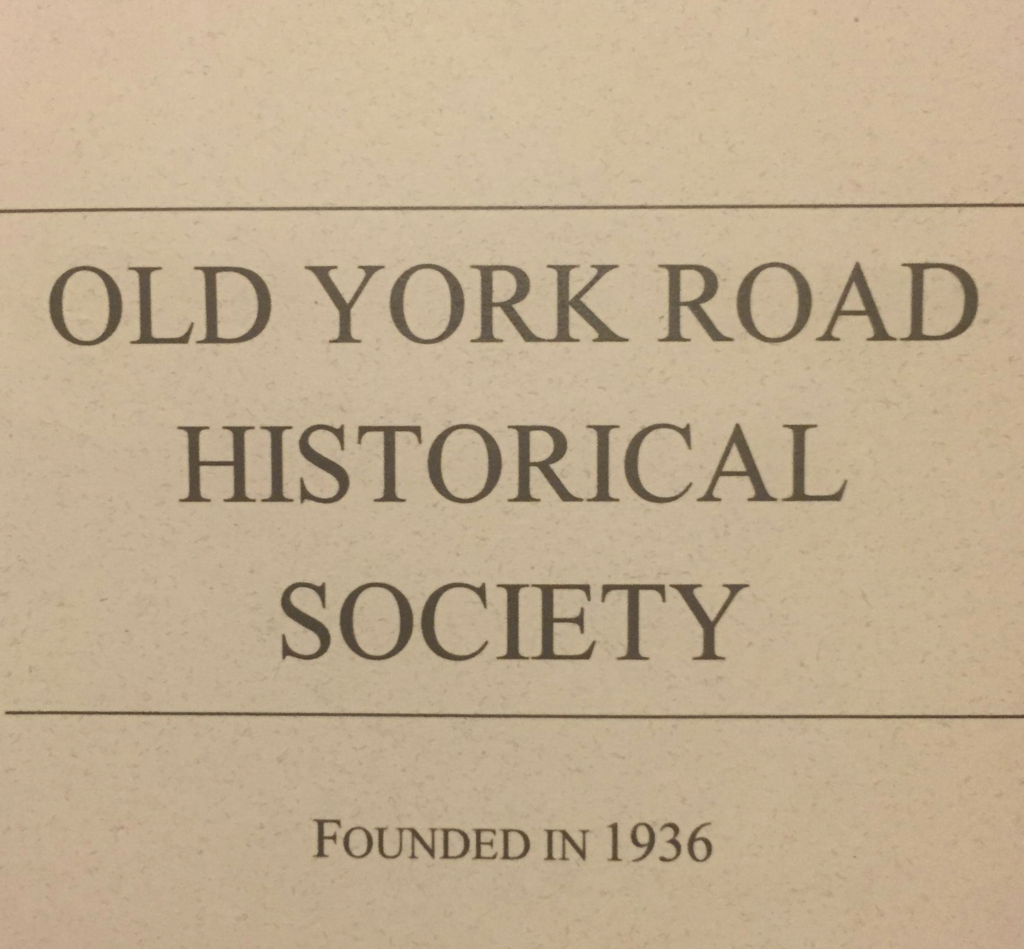 OLD YORK ROAD
HISTORICAL
SOCIETY
FOUNDED IN 1936